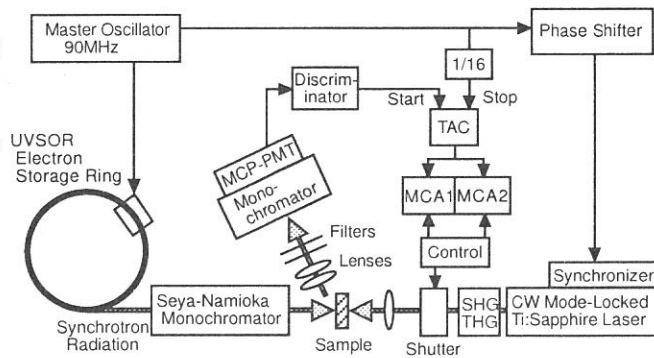 Master Oscillator
90MHz
Phase Shifter
1/16
Discrim-
inator
Start
Stop
TAC
UVSOR
Electron
Storage Ring
MCP-PMT
Mono-
chromator
MCA1
MCA2
Filters
Lenses
Control
Synchronizer
Seya-Namioka
Monochromator
SHG
THG
CW Mode-Locked
Ti:Sapphire Laser
Synchrotron
Radiation
Sample
Shutter